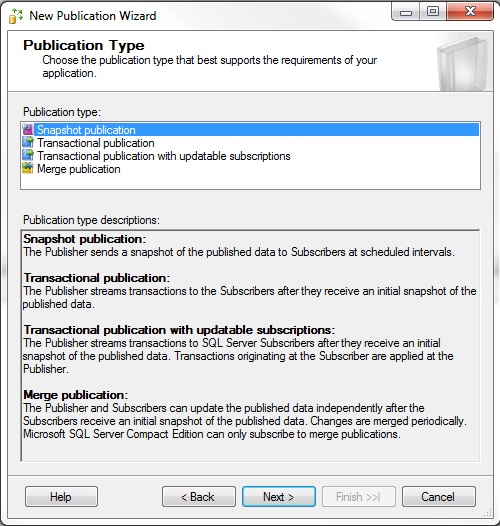 New Publication Wizard
Publication Type
Choose the publication type that best supports the requirements of your
application.
Publication type:
Snapshot publication
Transactional publication
Transactional publication with updatable subscriptions
Merge publication
Publication type descriptions:
Snapshot publication:
The Publisher sends a snapshot of the published data to Subscribers at scheduled intervals.
Transactional publication:
The Publisher streams transactions to the Subscribers after they receive an initial snapshot of the
published data.
Transactional publication with updatable subscriptions:
The Publisher streams transactions to SQL Server Subscribers after they receive an initial
snapshot of the published data. Transactions originating at the Subscriber are applied at the
Publisher.
Merge publication:
The Publisher and Subscribers can update the published data independently after the
Subscribers receive an initial snapshot of the published data. Changes are merged periodically.
Microsoft SQL Server Compact Edition can only subscribe to merge publications.
Help
< Back
Next >
Finish >>|
Cancel